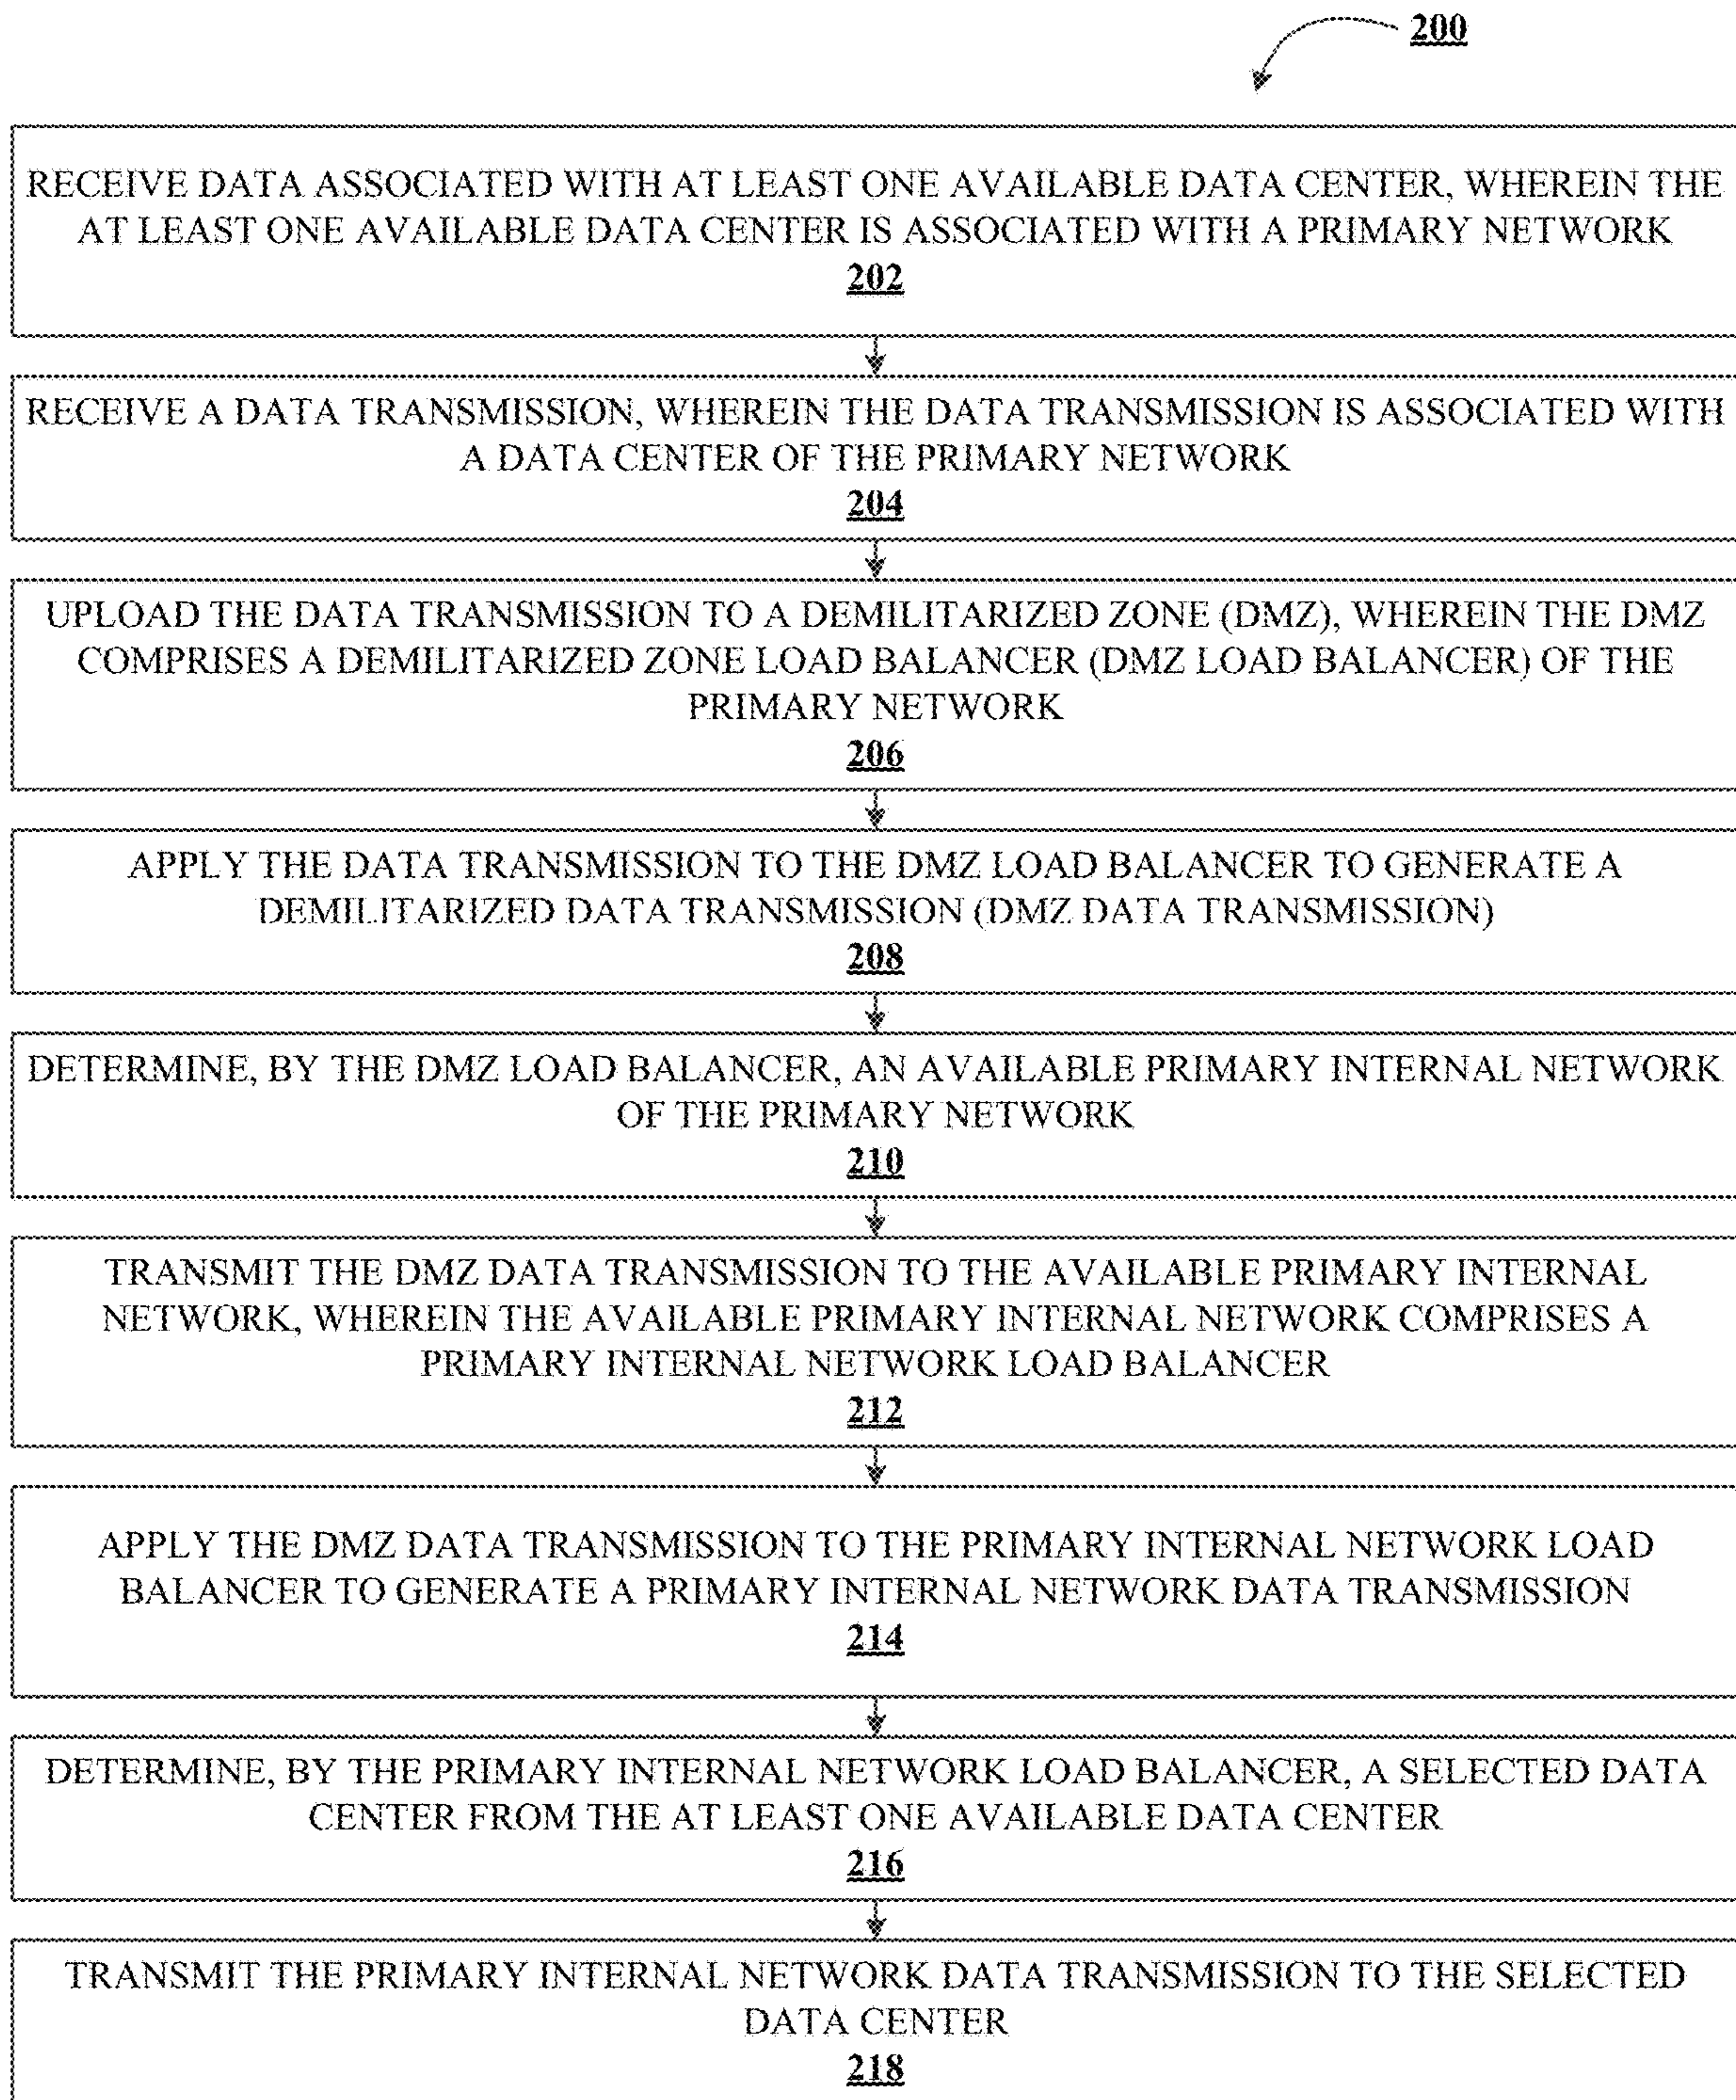 200
RECEIVE DATA ASSOCIATED WITH AT LEAST ONE AVAILABLE DATA CENTER, WHEREIN THE
AT LEAST ONE AVAILABLE DATA CENTER IS ASSOCIATED WITH A PRIMARY NETWORK
202
RECEIVE A DATA TRANSMISSION, WHEREIN THE DATA TRANSMISSION IS ASSOCIATED WITH
A DATA CENTER OF THE PRIMARY NETWORK
204
UPLOAD THE DATA TRANSMISSION TO A DEMILITARIZED ZONE (DMZ), WHEREIN THE DMZ
COMPRISES A DEMILITARIZED ZONE LOAD BALANCER (DMZ LOAD BALANCER) OF THE
PRIMARY NETWORK
206
APPLY THE DATA TRANSMISSION TO THE DMZ LOAD BALANCER TO GENERATE A
DEMILITARIZED DATA TRANSMISSION (DMZ DATA TRANSMISSION)
208
DETERMINE, BY THE DMZ LOAD BALANCER, AN AVAILABLE PRIMARY INTERNAL NETWORK
OF THE PRIMARY NETWORK
210
TRANSMIT THE DMZ DATA TRANSMISSION TO THE AVAILABLE PRIMARY INTERNAL
NETWORK, WHEREIN THE AVAILABLE PRIMARY INTERNAL NETWORK COMPRISES A
PRIMARY INTERNAL NETWORK LOAD BALANCER
212
APPLY THE DMZ DATA TRANSMISSION TO THE PRIMARY INTERNAL NETWORK LOAD
BALANCER TO GENERATE A PRIMARY INTERNAL NETWORK DATA TRANSMISSION
214
DETERMINE, BY THE PRIMARY INTERNAL NETWORK LOAD BALANCER, A SELECTED DATA
CENTER FROM THE AT LEAST ONE AVAILABLE DATA CENTER
216
TRANSMIT THE PRIMARY INTERNAL NETWORK DATA TRANSMISSION TO THE SELECTED
DATA CENTER
218